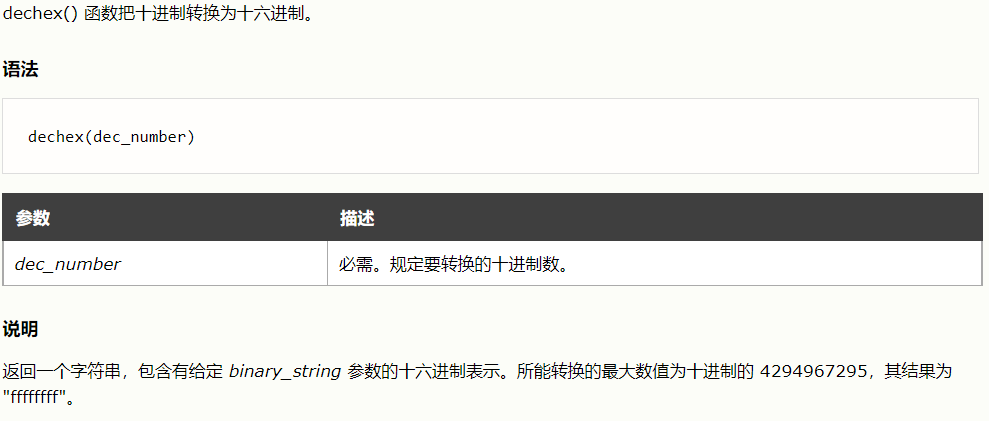 dechex() 函数把十进制转换为十六进制。
语法
dechex(dec_number)
参数 描述
dec_number 必需。规定要转换的十进制数。
说明
返回一个字符串，包含有给定 binary_string 参数的十六进制表示。所能转换的最大数值为十进制的 4294967295，其结果为
"ffffffff"。